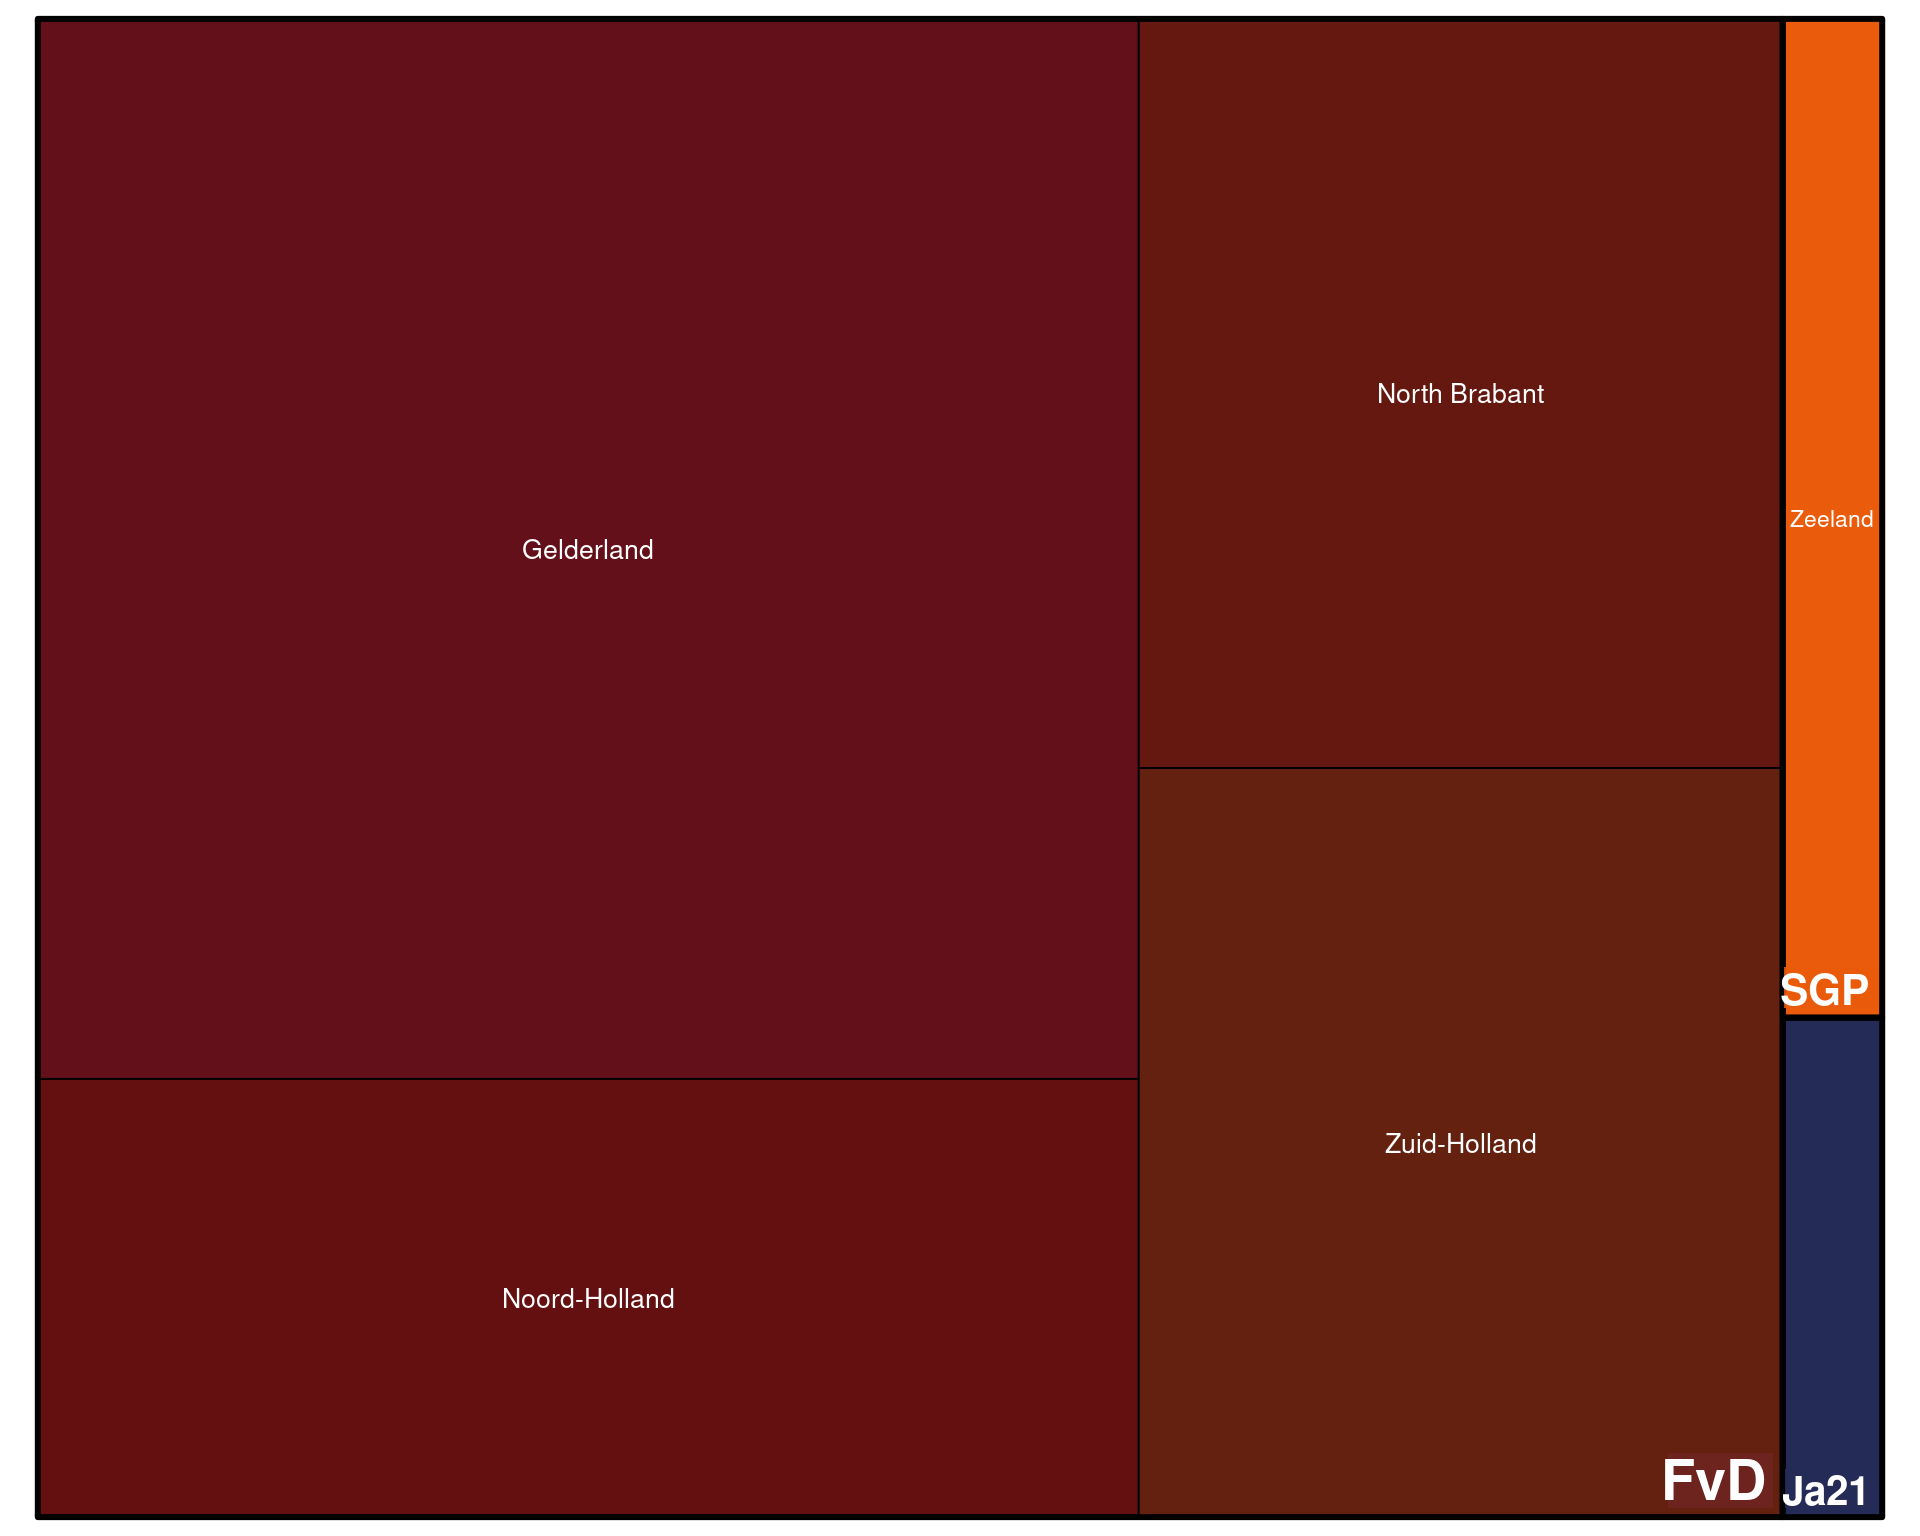 Gelderland
North Brabant
Zeeland
SGP
Zuid-Holland
Noord-Holland
FvD
Ja21